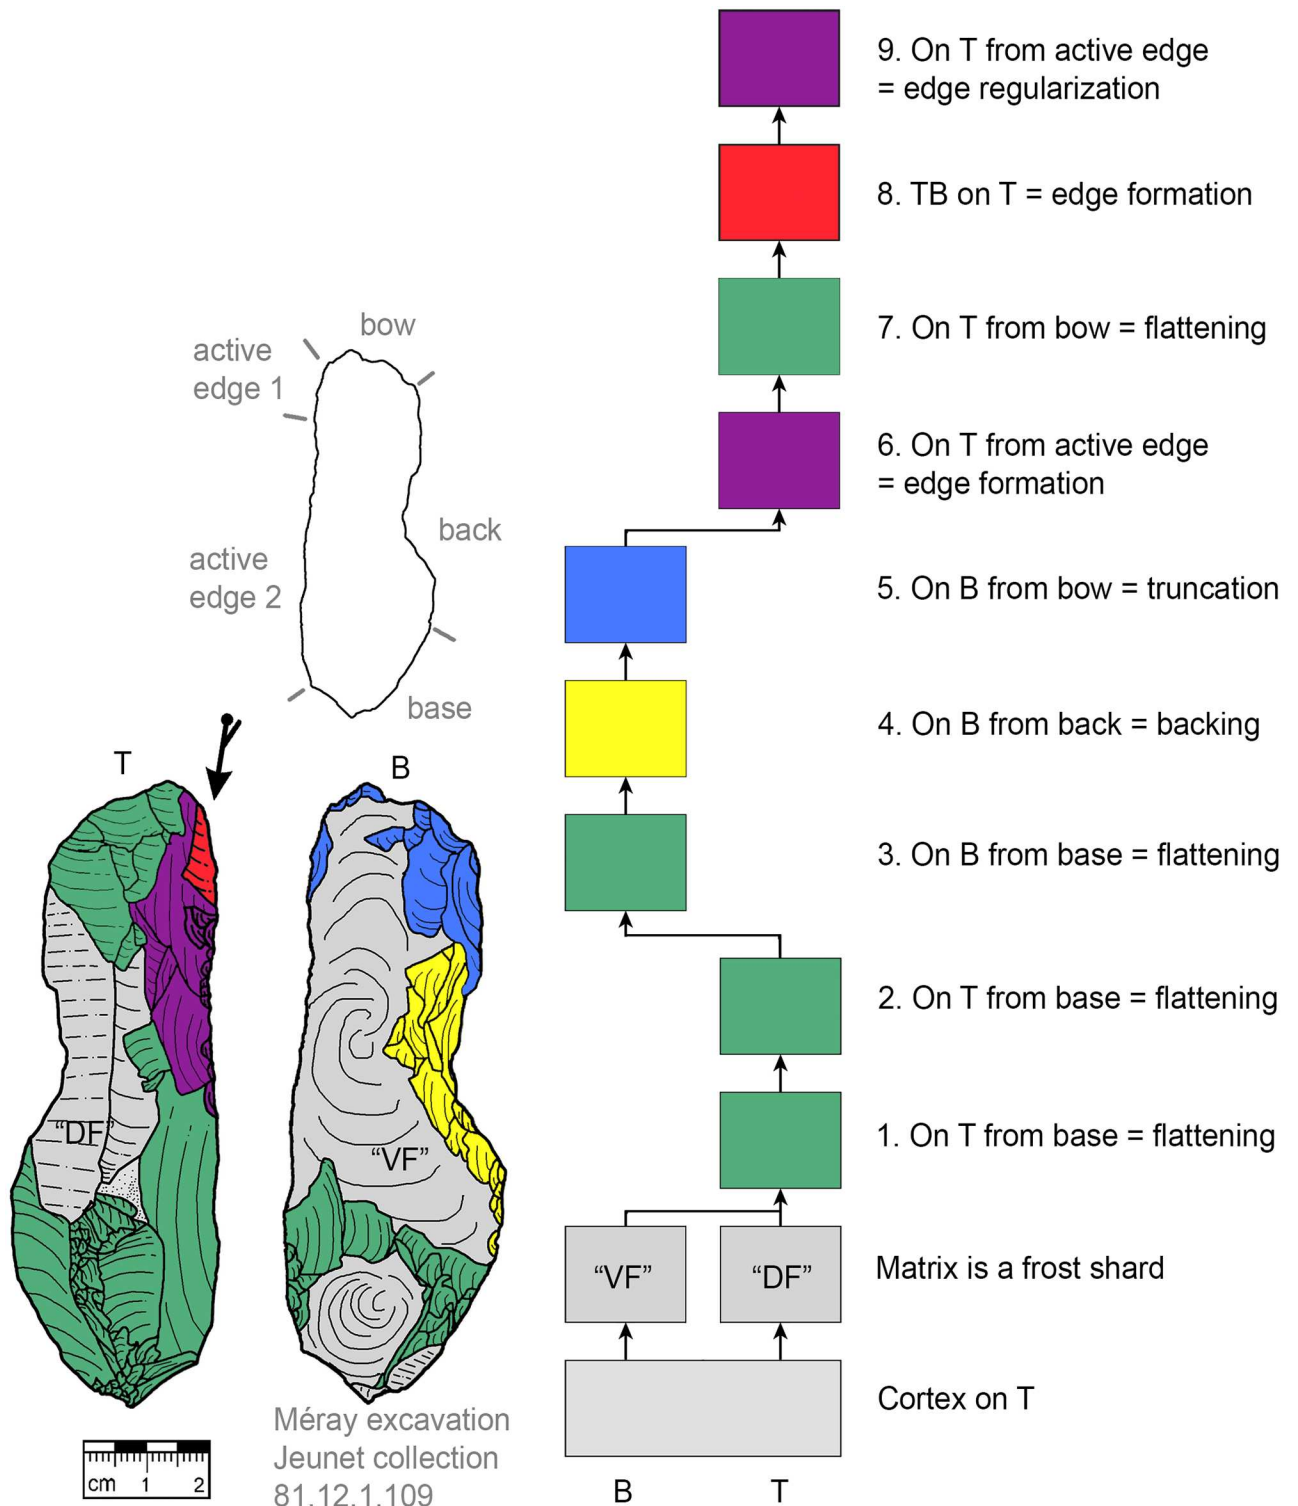 9. On T from active edge
= edge regularization
8. TB on T = edge formation
7. On T from bow = flattening
6. On T from active edge
= edge formation
5. On B from bow = truncation
4. On B from back = backing
3. On B from base = flattening
2. On T from base = flattening
1. On T from base = flattening
“VF”
“DF”
Matrix is a frost shard
Cortex on T
B
T
bow
active
edge 1
back
active
edge 2
base
T
B
“DF”
“VF”
cm 1 2
Méray excavation
Jeunet collection
81.12.1.109